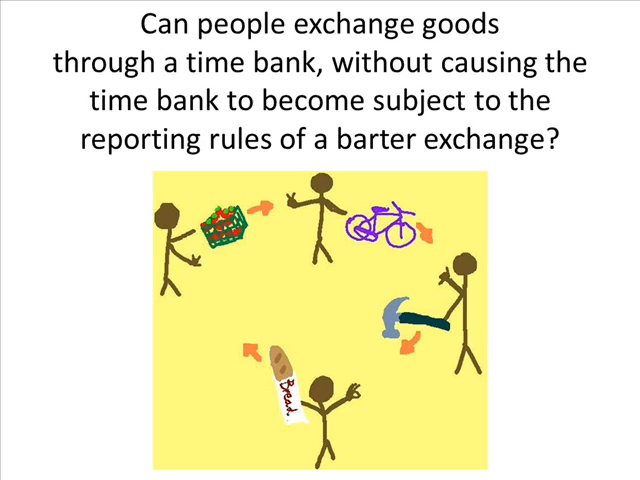 Can people exchange goods
through a time bank, without causing the
time bank to become subject to the
reporting rules of a barter exchange?
Bread